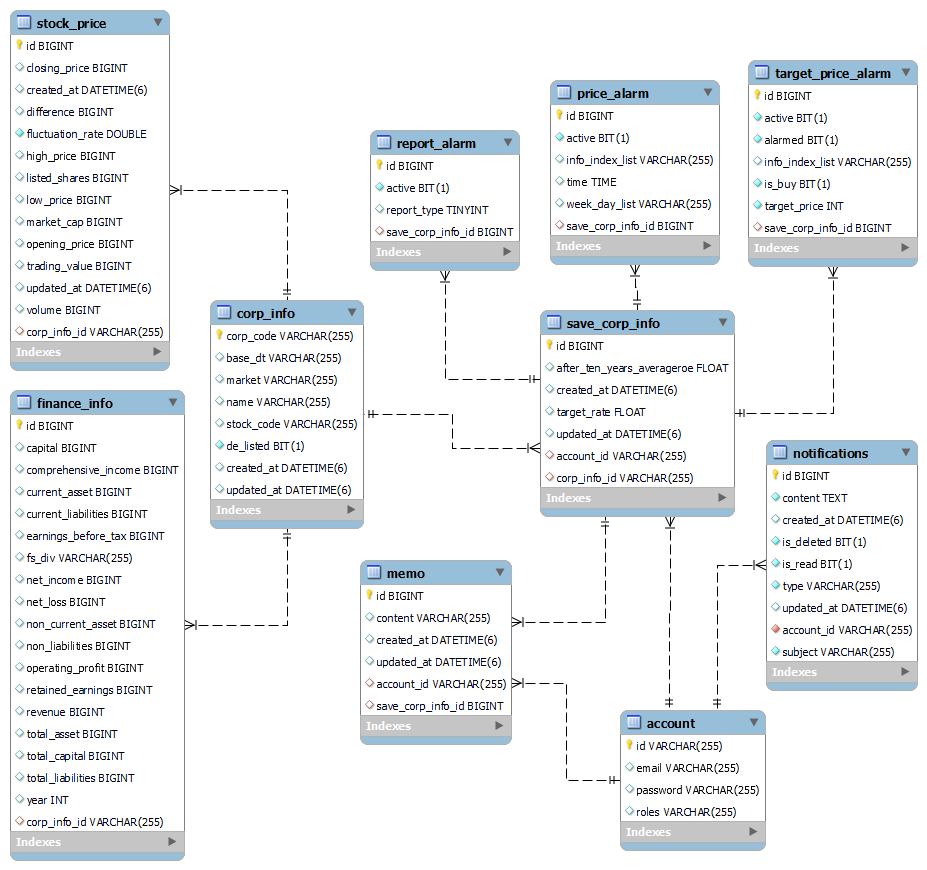 stock_price
id BIGINT
closing_price BIGINT
created_at DATETIME(6)
difference BIGINT
fluctuation_rate DOUBLE
high_price BIGINT
listed_shares BIGINT
low_price BIGINT
market_cap BIGINT
opening_price BIGINT
trading_value BIGINT
updated_at DATETIME(6)
volume BIGINT
corp_info_id VARCHAR(255)
Indexes
finance_info
id BIGINT
capital BIGINT
comprehensive_income BIGINT
current_asset BIGINT
current_liabilities BIGINT
earnings_before_tax BIGINT
fs_div VARCHAR(255)
net_income BIGINT
net_loss BIGINT
non_current_asset BIGINT
non_liabilities BIGINT
operating_profit BIGINT
retained_earnings BIGINT
revenue BIGINT
total_asset BIGINT
total_capital BIGINT
total_liabilities BIGINT
year INT
corp_info_id VARCHAR(255)
Indexes
corp_info
corp_code VARCHAR(255)
base_dt VARCHAR(255)
market VARCHAR(255)
name VARCHAR(255)
stock_code VARCHAR(255)
de_listed BIT(1)
created_at DATETIME(6)
updated_at DATETIME(6)
Indexes
report_alarm
id BIGINT
active BIT(1)
report_type TINYINT
save_corp_info_id BIGINT
Indexes
price_alarm
id BIGINT
active BIT(1)
info_index_list VARCHAR(255)
time TIME
week_day_list VARCHAR(255)
save_corp_info_id BIGINT
Indexes
target_price_alarm
id BIGINT
active BIT(1)
alarmed BIT(1)
info_index_list VARCHAR(255)
is_buy BIT(1)
target_price INT
save_corp_info_id BIGINT
Indexes
save_corp_info
id BIGINT
after_ten_years_averageroe FLOAT
created_at DATETIME(6)
target_rate FLOAT
updated_at DATETIME(6)
account_id VARCHAR(255)
corp_info_id VARCHAR(255)
Indexes
notifications
id BIGINT
content TEXT
created_at DATETIME(6)
is_deleted BIT(1)
is_read BIT(1)
type VARCHAR(255)
updated_at DATETIME(6)
account_id VARCHAR(255)
subject VARCHAR(255)
Indexes
memo
id BIGINT
content VARCHAR(255)
created_at DATETIME(6)
updated_at DATETIME(6)
account_id VARCHAR(255)
save_corp_info_id BIGINT
Indexes
account
id VARCHAR(255)
email VARCHAR(255)
password VARCHAR(255)
roles VARCHAR(255)
Indexes